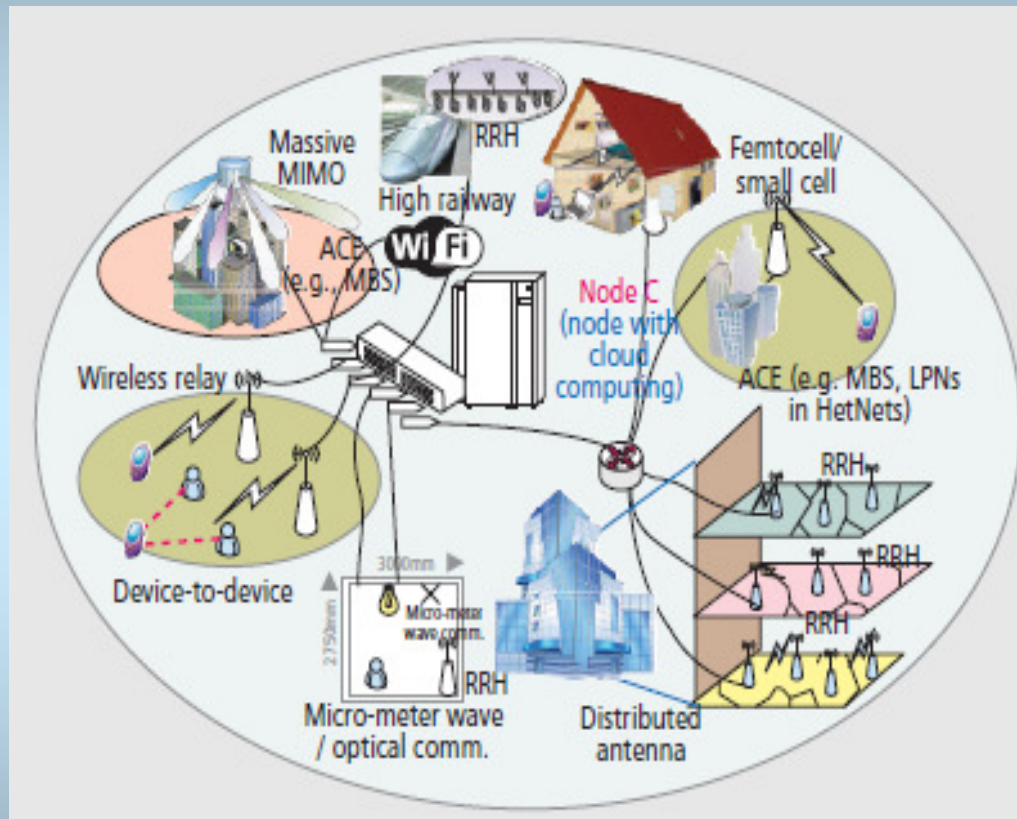 RRH
Massive
MIMO
High railway
Femtocell/
small cell
Wi Fi
ACE
(e.g., MBS)
Node C
(node with
cloud
computing)
Wireless relay
ACE (e.g. MBS, LPNs
in HetNets)
RRH
RRH
RRH
Device-to-device
3000mm
2750mm
Micro-meter
wave comm.
RRH
Micro-meter wave
/ optical comm.
Distributed
antenna